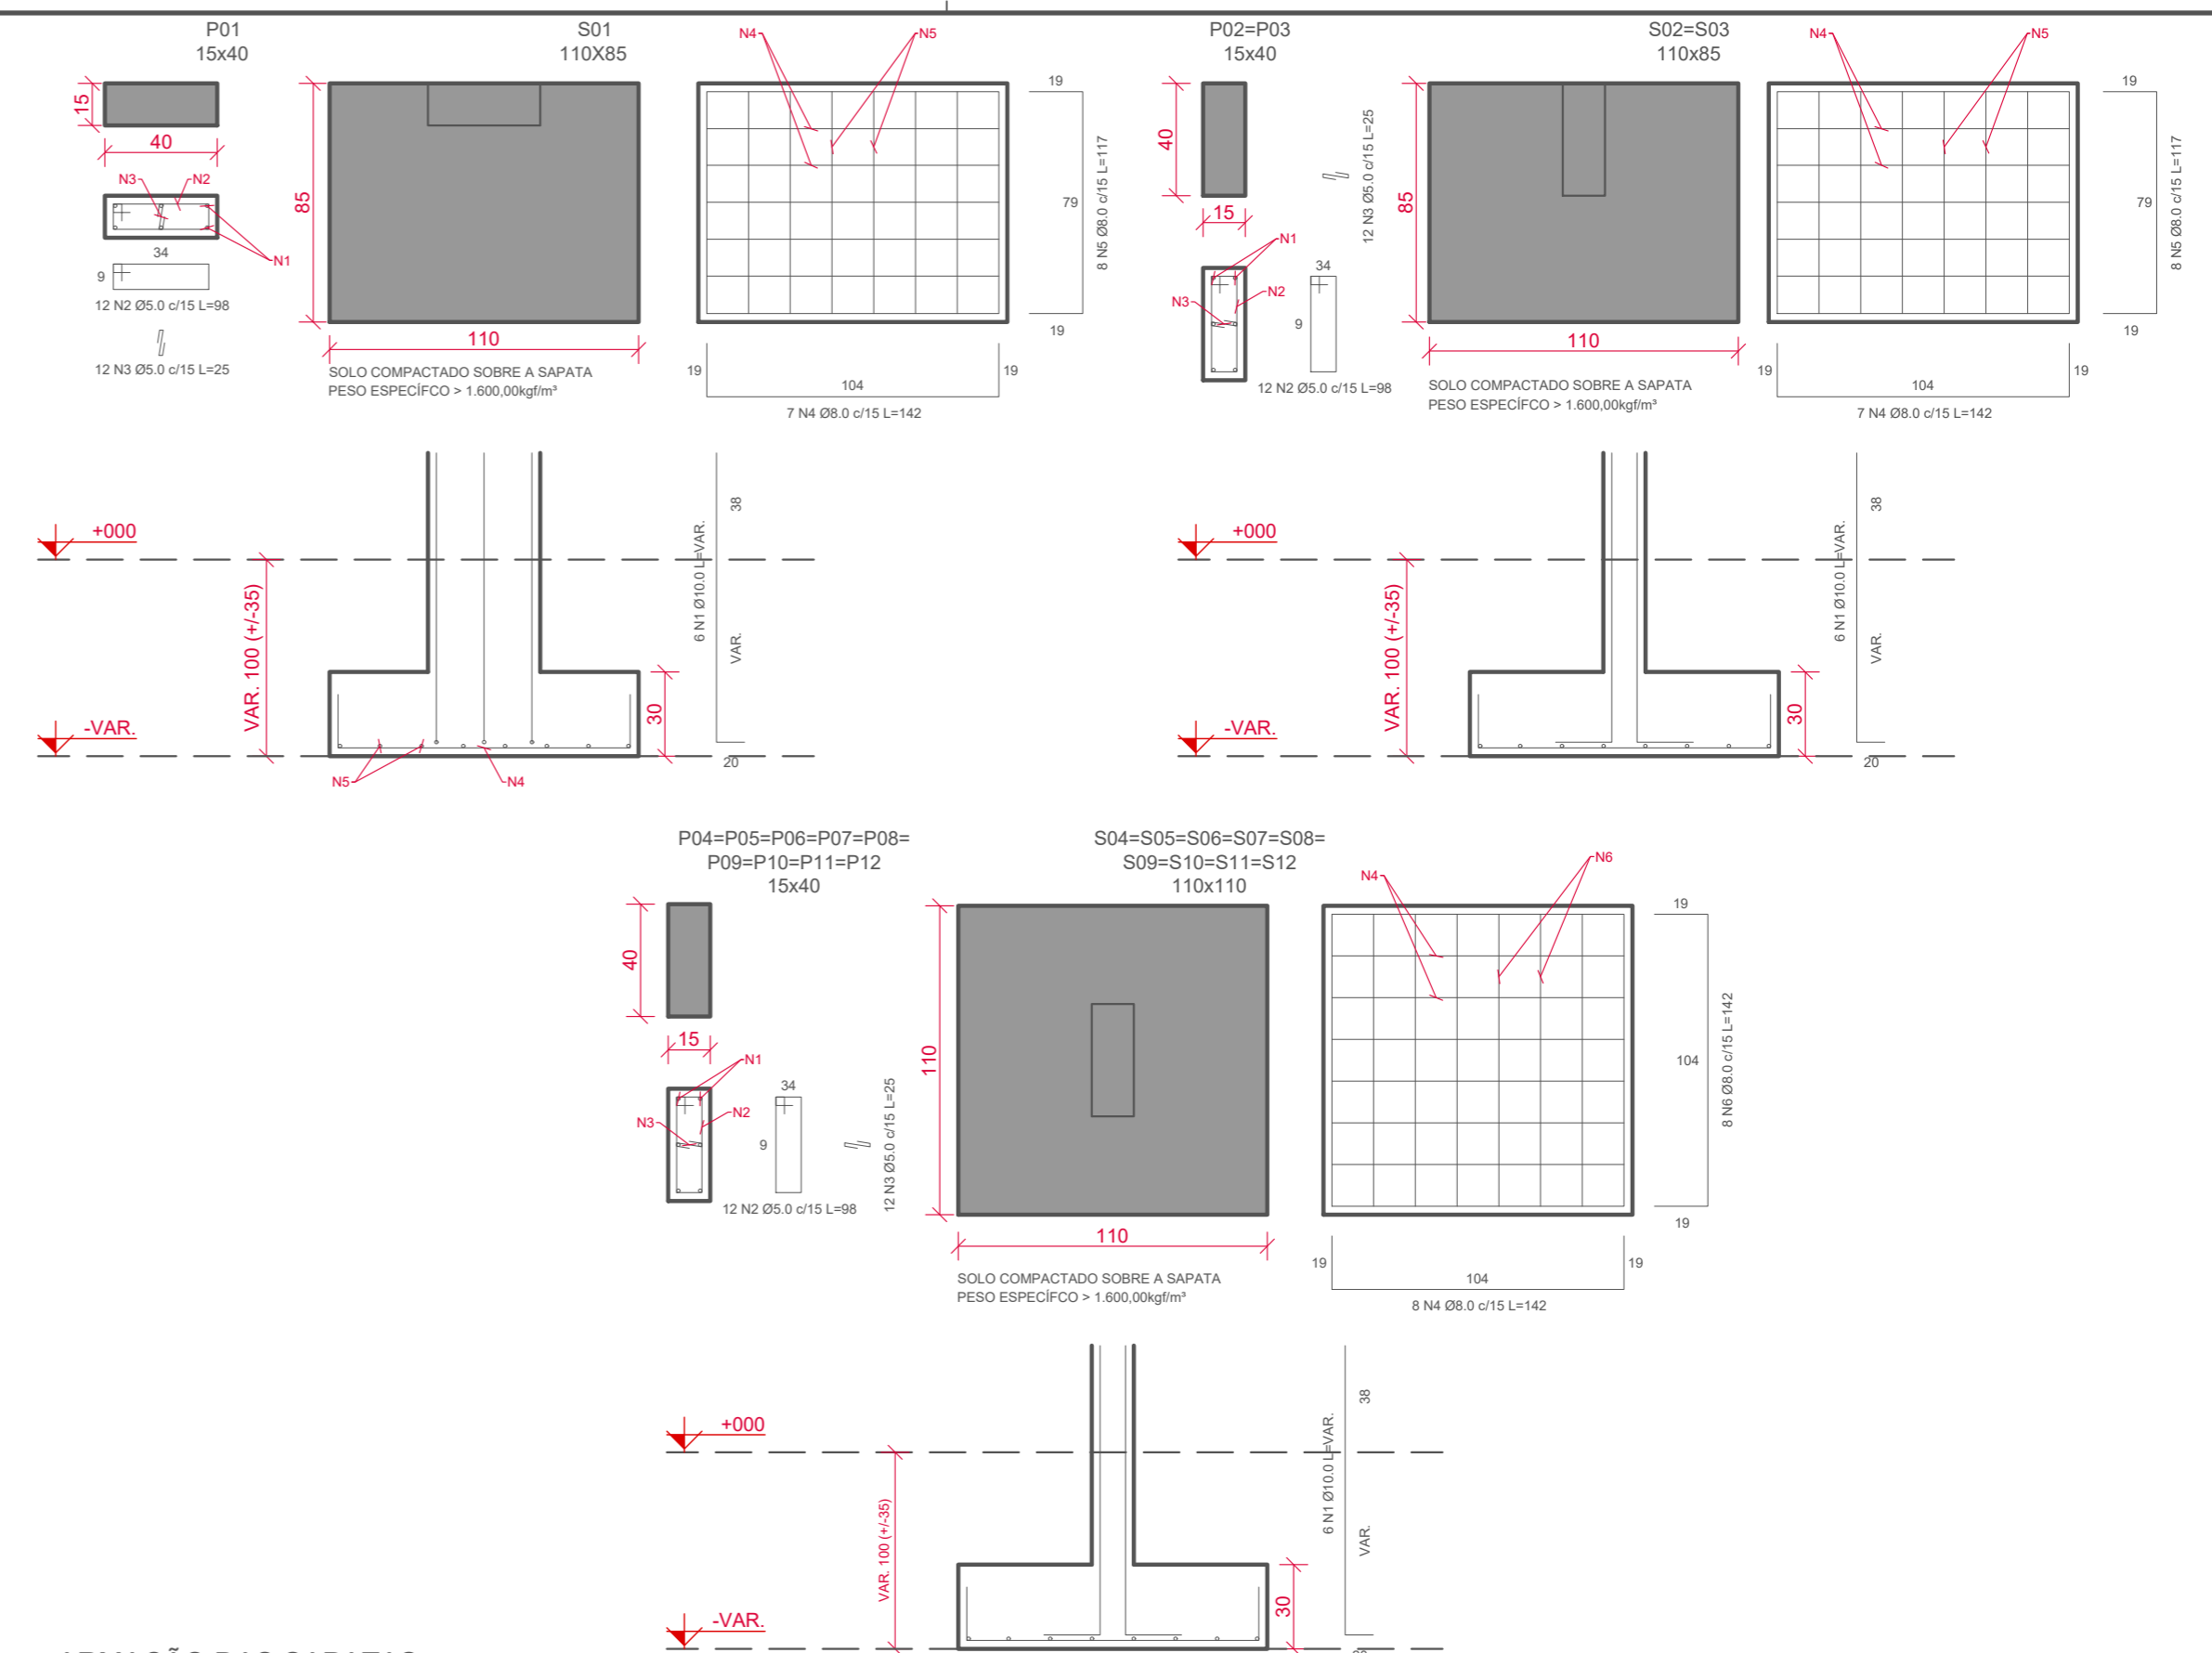 P01
15x40
S01
110X85
N4
N5
15
40
N3
N2
N1
34
9
12 N2 Ø5.0 c/15 L=98
12 N3 Ø5.0 c/15 L=25
85
110
SOLO COMPACTADO SOBRE A SAPATA
PESO ESPECÍFCO > 1.600,00kgf/m³
19
79
8 N5 Ø8.0 c/15 L=117
19
19
104
19
7 N4 Ø8.0 c/15 L=142
+000
-VAR.
VAR. 100 (+/-35)
30
N5
N4
6 N1 Ø10.0 L=VAR.
38
VAR.
20
P02=P03
15x40
S02=S03
110x85
N4
N5
40
15
12 N3 Ø5.0 c/15 L=25
N1
N2
N3
34
9
12 N2 Ø5.0 c/15 L=98
85
110
SOLO COMPACTADO SOBRE A SAPATA
PESO ESPECÍFCO > 1.600,00kgf/m³
19
79
8 N5 Ø8.0 c/15 L=117
19
19
104
19
7 N4 Ø8.0 c/15 L=142
+000
-VAR.
VAR. 100 (+/-35)
30
6 N1 Ø10.0 L=VAR.
38
VAR.
20
P04=P05=P06=P07=P08=
P09=P10=P11=P12
15x40
S04=S05=S06=S07=S08=
S09=S10=S11=S12
110x110
N4
N6
40
15
N1
N2
N3
34
9
12 N2 Ø5.0 c/15 L=98
12 N3 Ø5.0 c/15 L=25
110
110
SOLO COMPACTADO SOBRE A SAPATA
PESO ESPECÍFCO > 1.600,00kgf/m³
19
104
8 N6 Ø8.0 c/15 L=142
19
19
104
19
8 N4 Ø8.0 c/15 L=142
+000
-VAR.
VAR. 100 (+/-35)
30
6 N1 Ø10.0 L=VAR.
38
VAR.